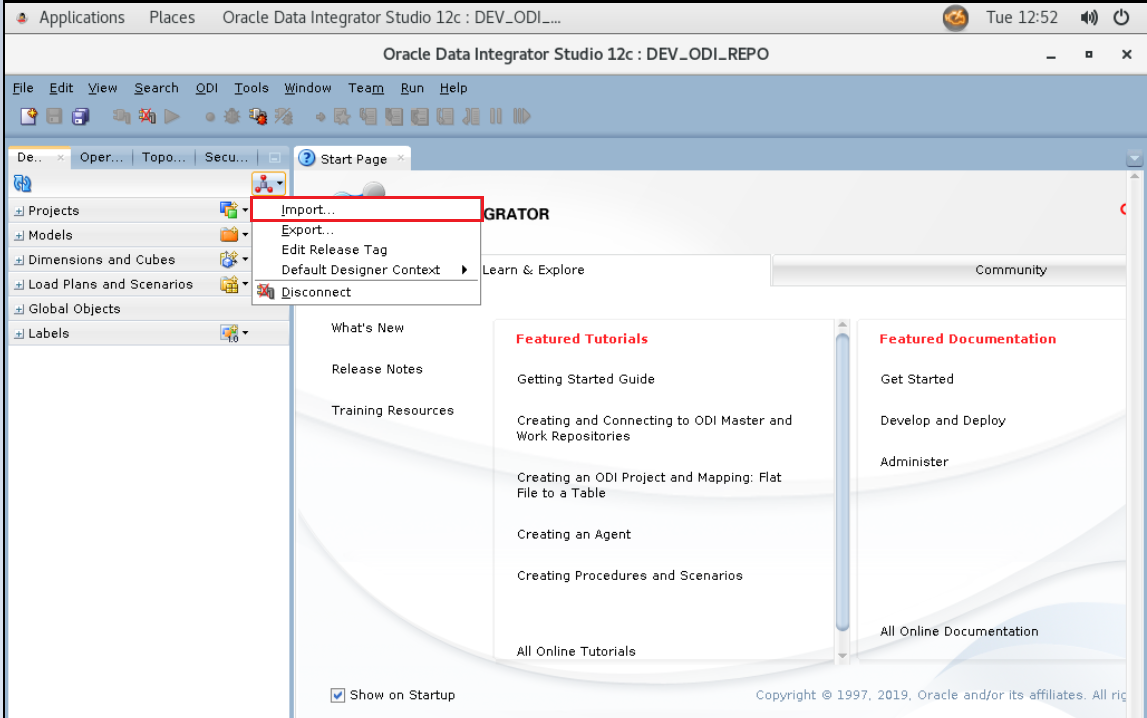 Applications Places Oracle Data Integrator Studio 12c : DEV_ODI_... Tue 12:52
Oracle Data Integrator Studio 12c : DEV_ODI_REPO
File Edit View Search ODI Tools Window Team Run Help
De.. Oper... Topo... Secu... Start Page
Projects
Models
Dimensions and Cubes
Load Plans and Scenarios
Global Objects
Labels
1.0
Import...
Export...
Edit Release Tag
Default Designer Context
Disconnect
GRATOR
Learn & Explore
Community
What's New
Release Notes
Training Resources
Featured Tutorials
Getting Started Guide
Creating and Connecting to ODI Master and
Work Repositories
Creating an ODI Project and Mapping: Flat
File to a Table
Creating an Agent
Creating Procedures and Scenarios
All Online Tutorials
Featured Documentation
Get Started
Develop and Deploy
Administer
All Online Documentation
Show on Startup
Copyright © 1997, 2019, Oracle and/or its affiliates. All rig